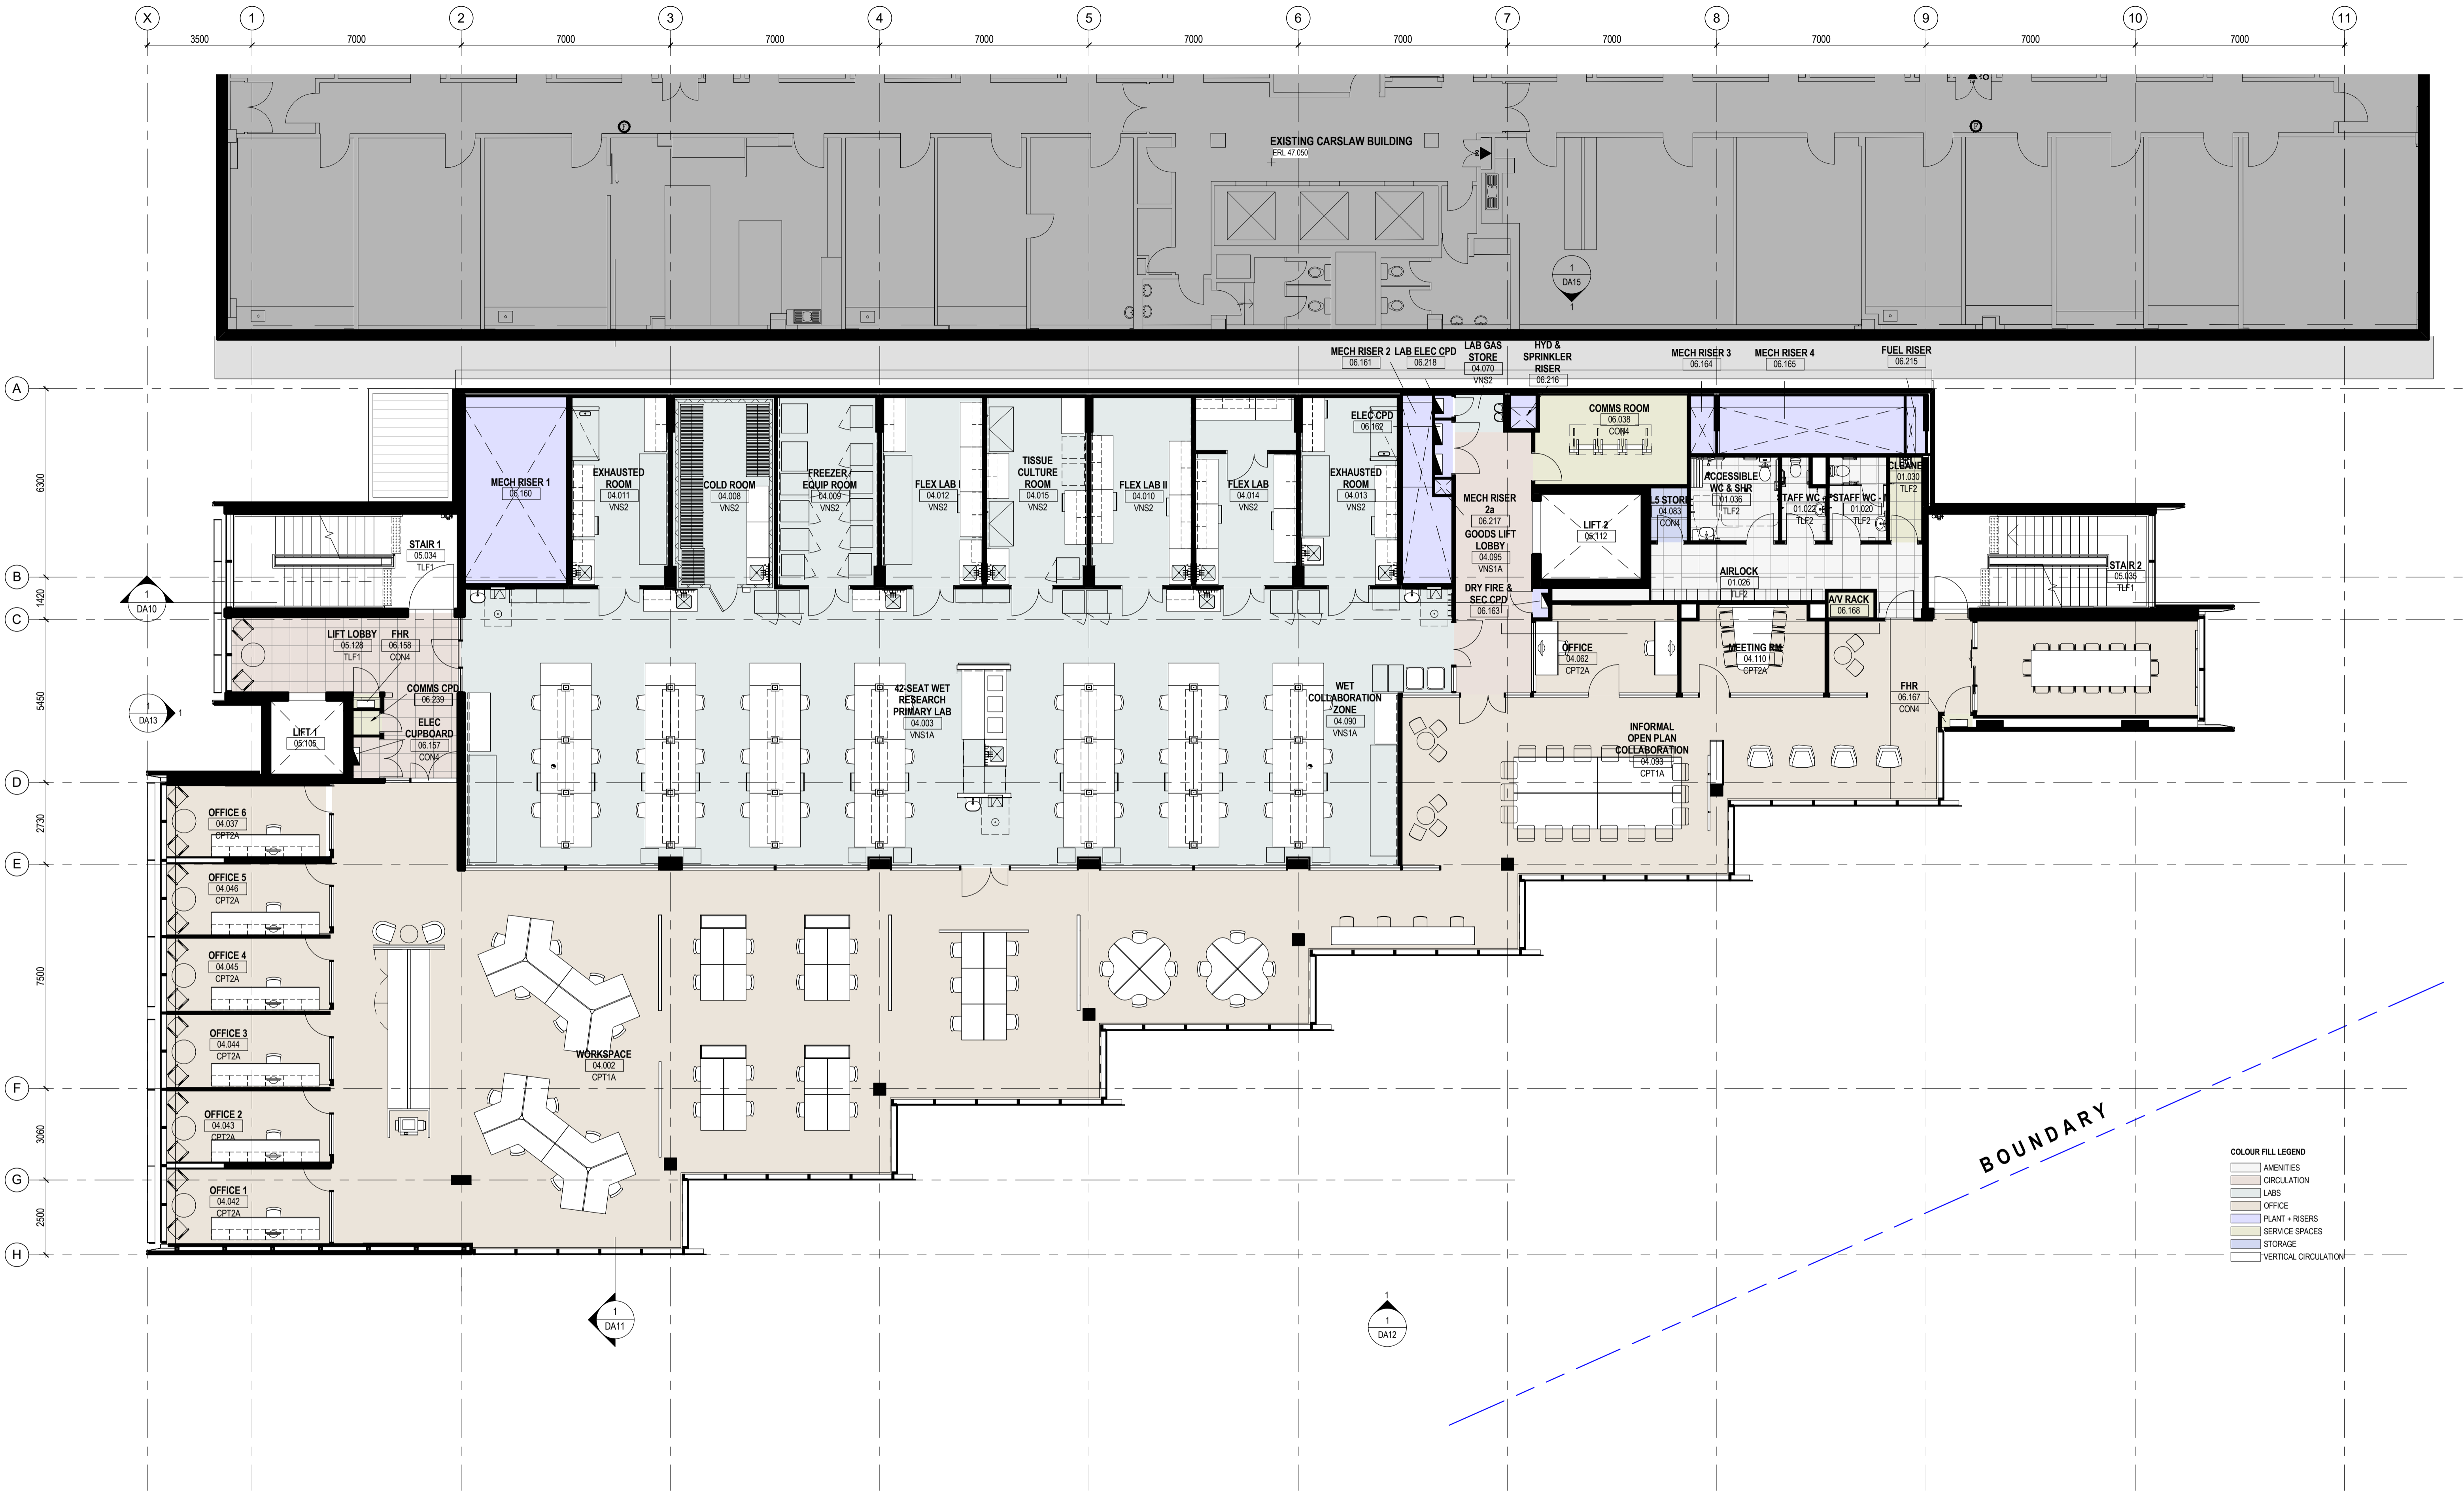 X 1 2 3 4 5 6 7 8 9 10 11
3500 7000 7000 7000 7000 7000 7000 7000 7000 7000 7000
EXISTING CARSLAW BUILDING
ERL 47.050
1
DA15
1
A
B
C
D
E
F
G
H
6300
1420
5450
2730
7500
3060
2500
MECH RISER 2
06.161
LAB ELEC CPD
06.218
LAB GAS
STORE
04.070
VNS2
HYD &
SPRINKLER
RISER
06.216
MECH RISER 3
06.164
MECH RISER 4
06.165
FUEL RISER
06.215
MECH RISER 1
06.160
EXHAUSTED
ROOM
04.011
VNS2
COLD ROOM
04.008
VNS2
FREEZER /
EQUIP ROOM
04.009
VNS2
FLEX LAB I
04.012
VNS2
TISSUE
CULTURE
ROOM
04.015
VNS2
FLEX LAB II
04.010
VNS2
FLEX LAB
04.014
VNS2
ELEC CPD
06.162
EXHAUSTED
ROOM
04.013
VNS2
COMMS ROOM
06.038
CON4
MECH RISER
2a
06.217
GOODS LIFT
LOBBY
04.095
VNS1A
LIFT 2
05.112
L5 STORE
04.083
CON4
ACCESSIBLE
WC & SHR
01.036
TLF2
STAFF WC -
01.022
TLF2
STAFF WC -
01.020
TLF2
CLEANER
01.030
TLF2
STAIR 1
05.034
TLF1
STAIR 2
05.035
TLF1
AIRLOCK
01.026
TLF2
DRY FIRE &
SEC CPD
06.163
A/V RACK
06.168
1
DA10
LIFT LOBBY
05.128
TLF1
FHR
06.158
CON4
COMMS CPD
06.239
ELEC
CUPBOARD
06.157
CON4
LIFT 1
05.105
1
DA13
1
42-SEAT WET
RESEARCH
PRIMARY LAB
04.003
VNS1A
WET
COLLABORATION
ZONE
04.090
VNS1A
OFFICE
04.062
CPT2A
MEETING RM
04.110
CPT2A
FHR
06.167
CON4
INFORMAL
OPEN PLAN
COLLABORATION
04.093
CPT1A
OFFICE 6
04.037
CPT2A
OFFICE 5
04.046
CPT2A
OFFICE 4
04.045
CPT2A
OFFICE 3
04.044
CPT2A
OFFICE 2
04.043
CPT2A
OFFICE 1
04.042
CPT2A
WORKSPACE
04.002
CPT1A
BOUNDARY
COLOUR FILL LEGEND
AMENITIES
CIRCULATION
LABS
OFFICE
PLANT + RISERS
SERVICE SPACES
STORAGE
VERTICAL CIRCULATION
1
DA11
1
1
DA12